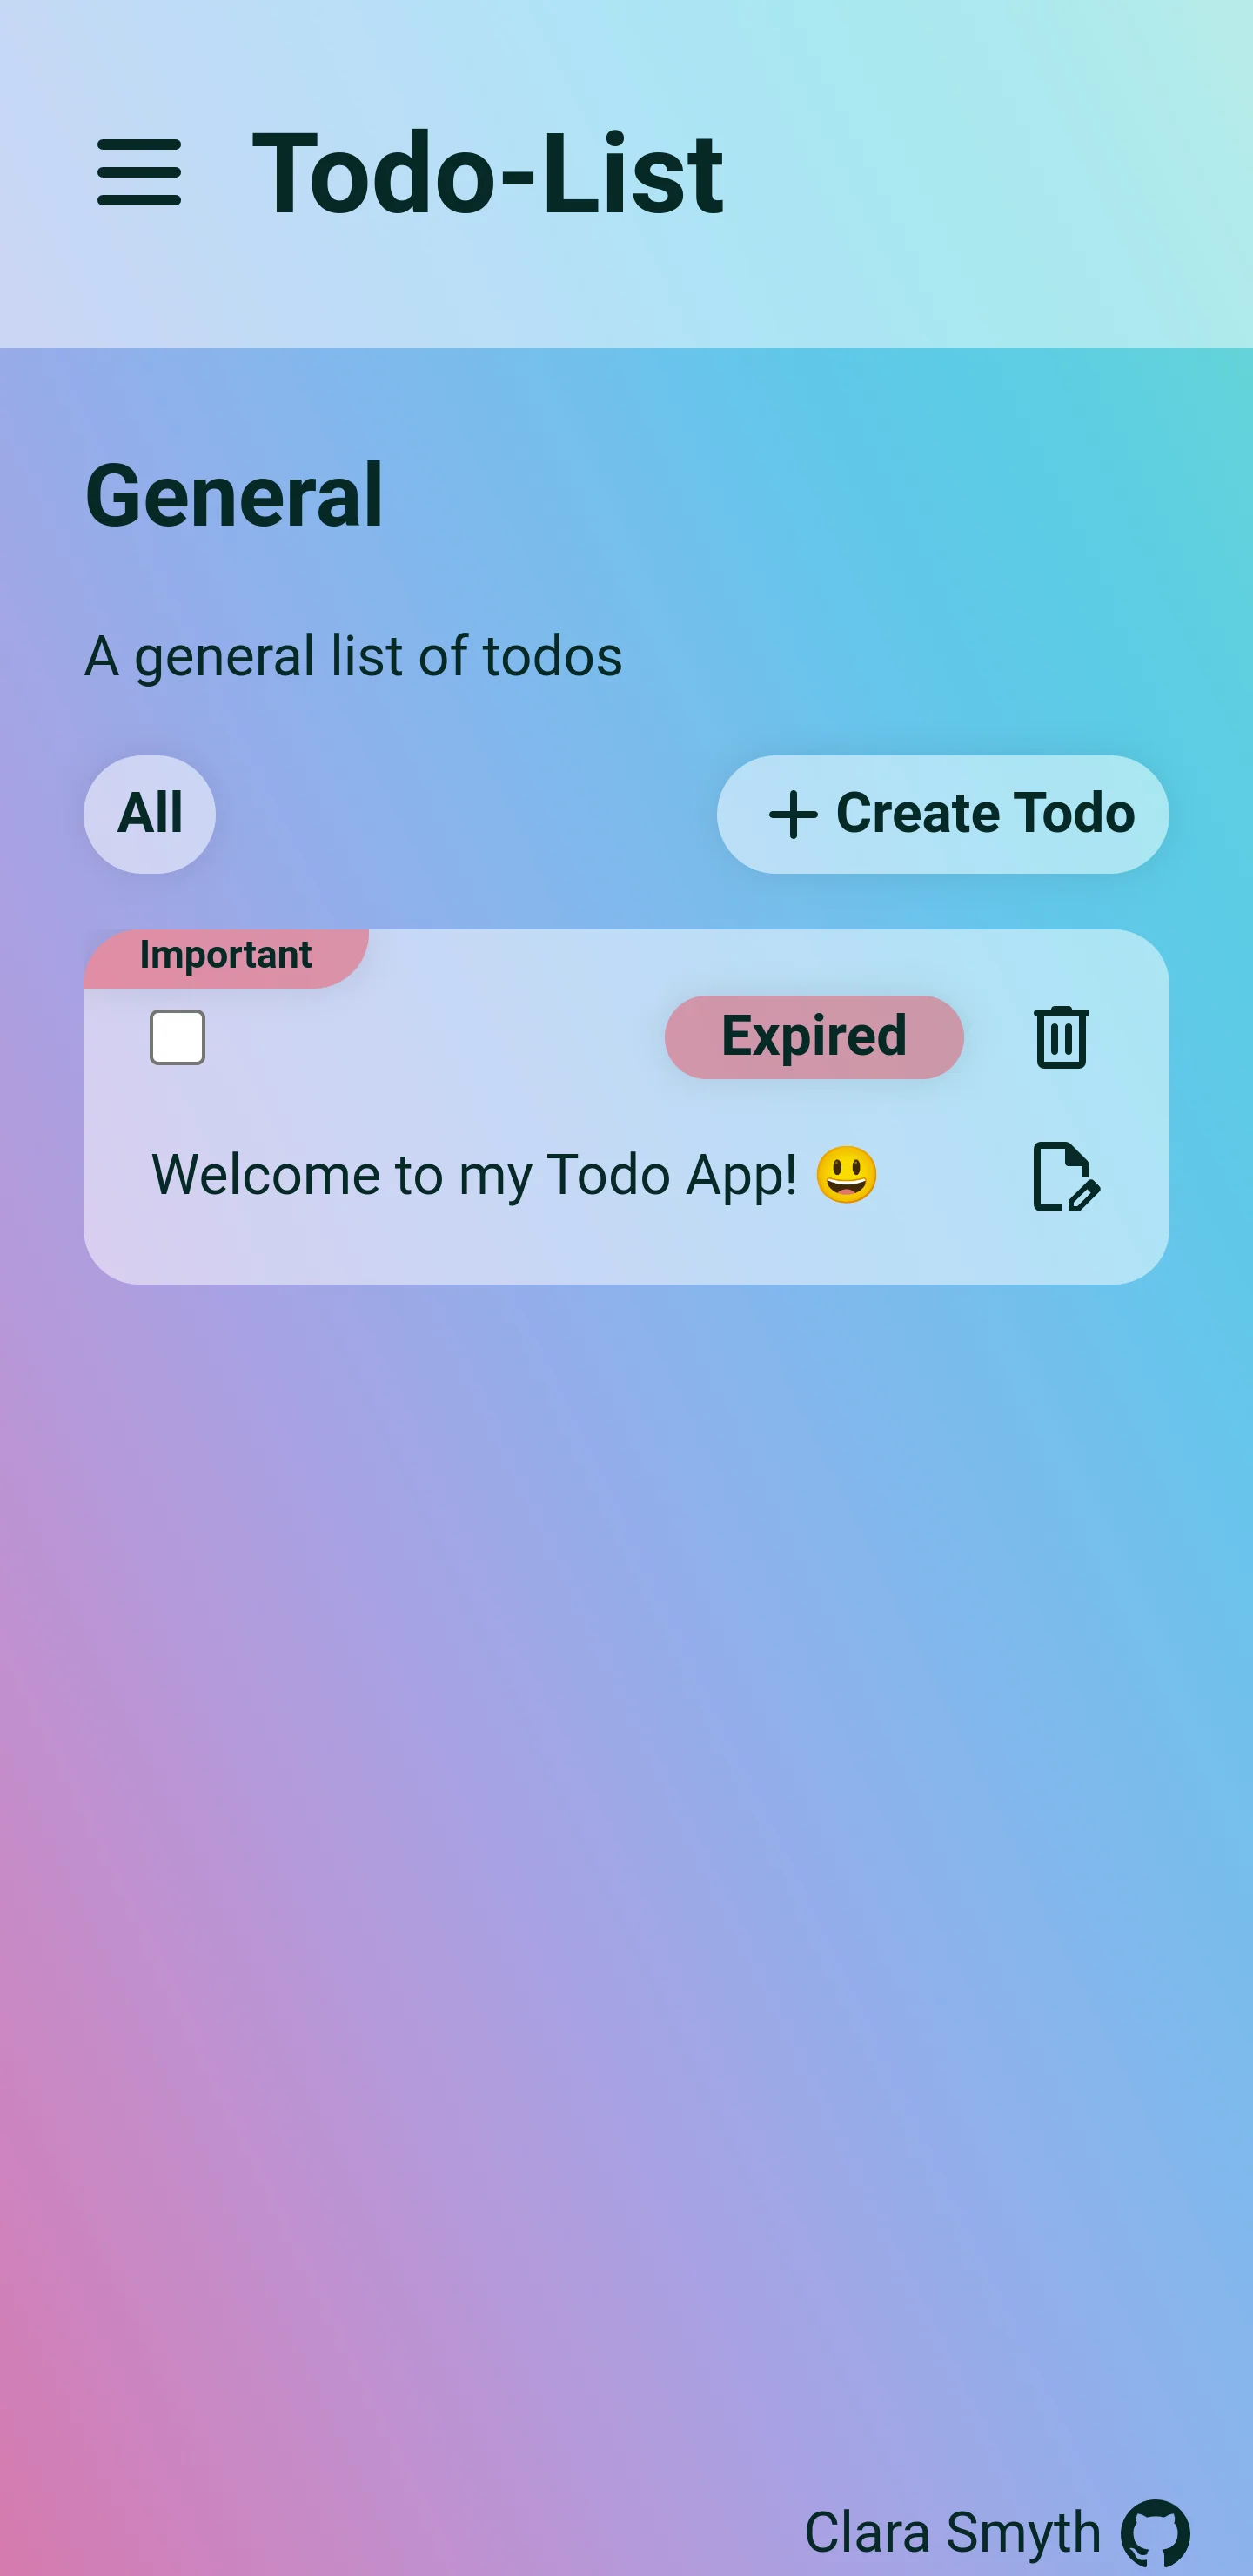 Todo-List
General
A general list of todos
All
Create Todo
Important
Expired
Welcome to my Todo App! 😃
Clara Smyth